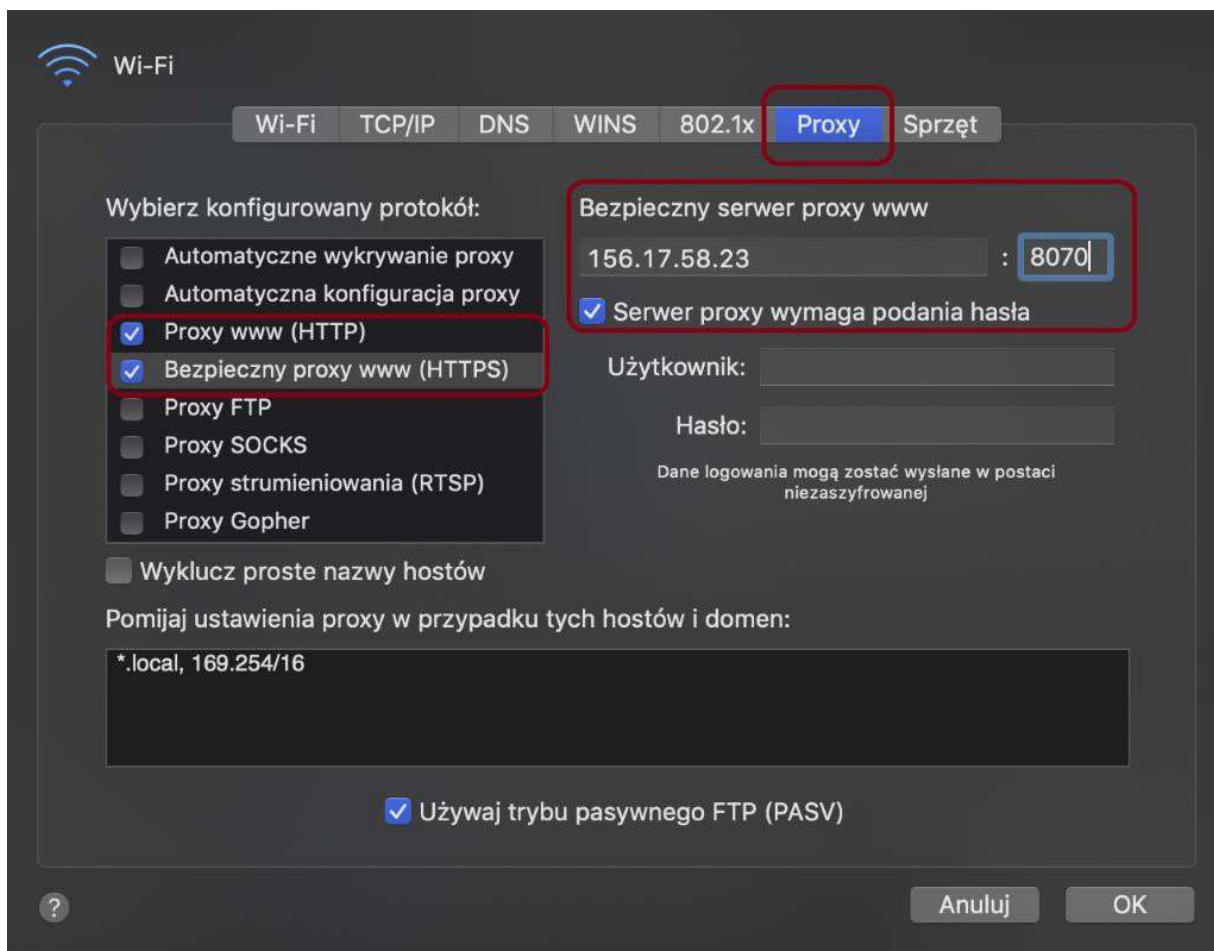 Wi-Fi
Wi-Fi TCP/IP DNS WINS 802.1x Proxy Sprzęt
Wybierz konfigurowany protokół:
Automatyczne wykrywanie proxy
Automatyczna konfiguracja proxy
Proxy www (HTTP)
Bezpieczny proxy www (HTTPS)
Proxy FTP
Proxy SOCKS
Proxy strumieniowania (RTSP)
Proxy Gopher
Bezpieczny serwer proxy www
156.17.58.23 : 8070
Serwer proxy wymaga podania hasła
Użytkownik:
Hasło:
Dane logowania mogą zostać wysłane w postaci
niezaszyfrowanej
Wyklucz proste nazwy hostów
Pomijaj ustawienia proxy w przypadku tych hostów i domen:
*.local, 169.254/16
Używaj trybu pasywnego FTP (PASV)
?
Anuluj OK